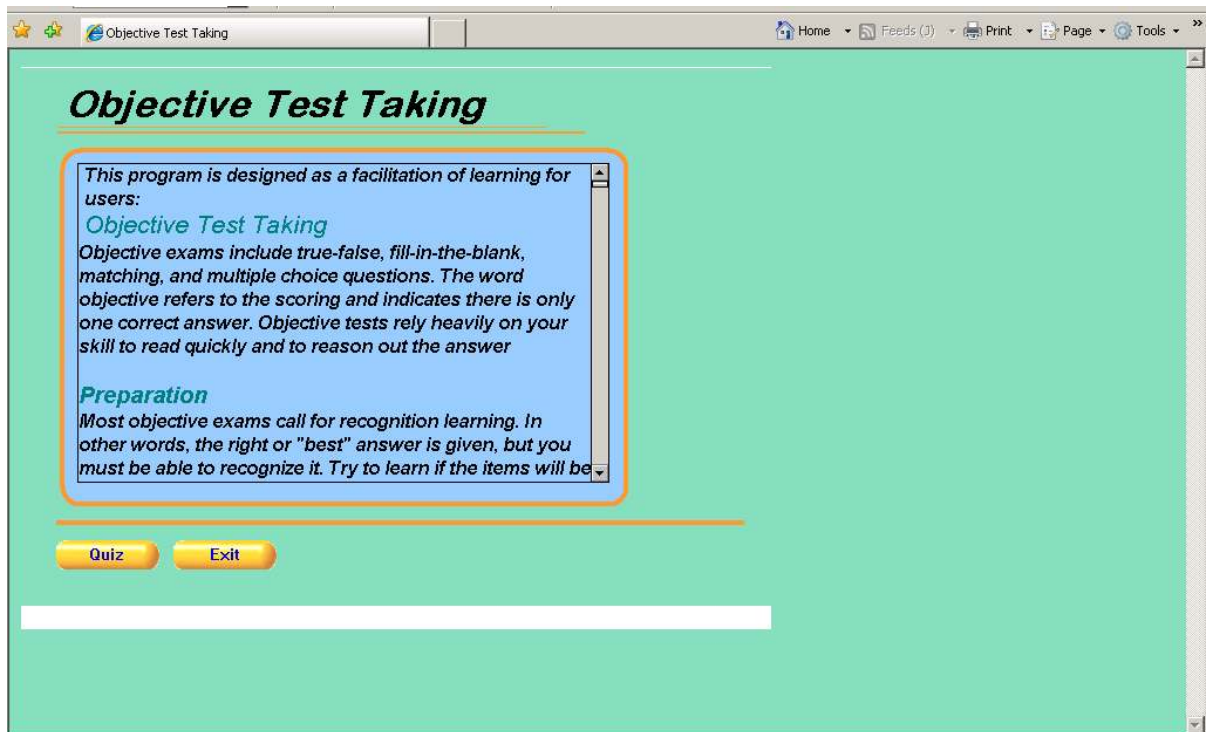 Objective Test Taking
Home
Feeds (J)
Print
Page
Tools
»
Objective Test Taking
This program is designed as a facilitation of learning for
users:
Objective Test Taking
Objective exams include true-false, fill-in-the-blank,
matching, and multiple choice questions. The word
objective refers to the scoring and indicates there is only
one correct answer. Objective tests rely heavily on your
skill to read quickly and to reason out the answer
Preparation
Most objective exams call for recognition learning. In
other words, the right or "best" answer is given, but you
must be able to recognize it. Try to learn if the items will be
Quiz
Exit